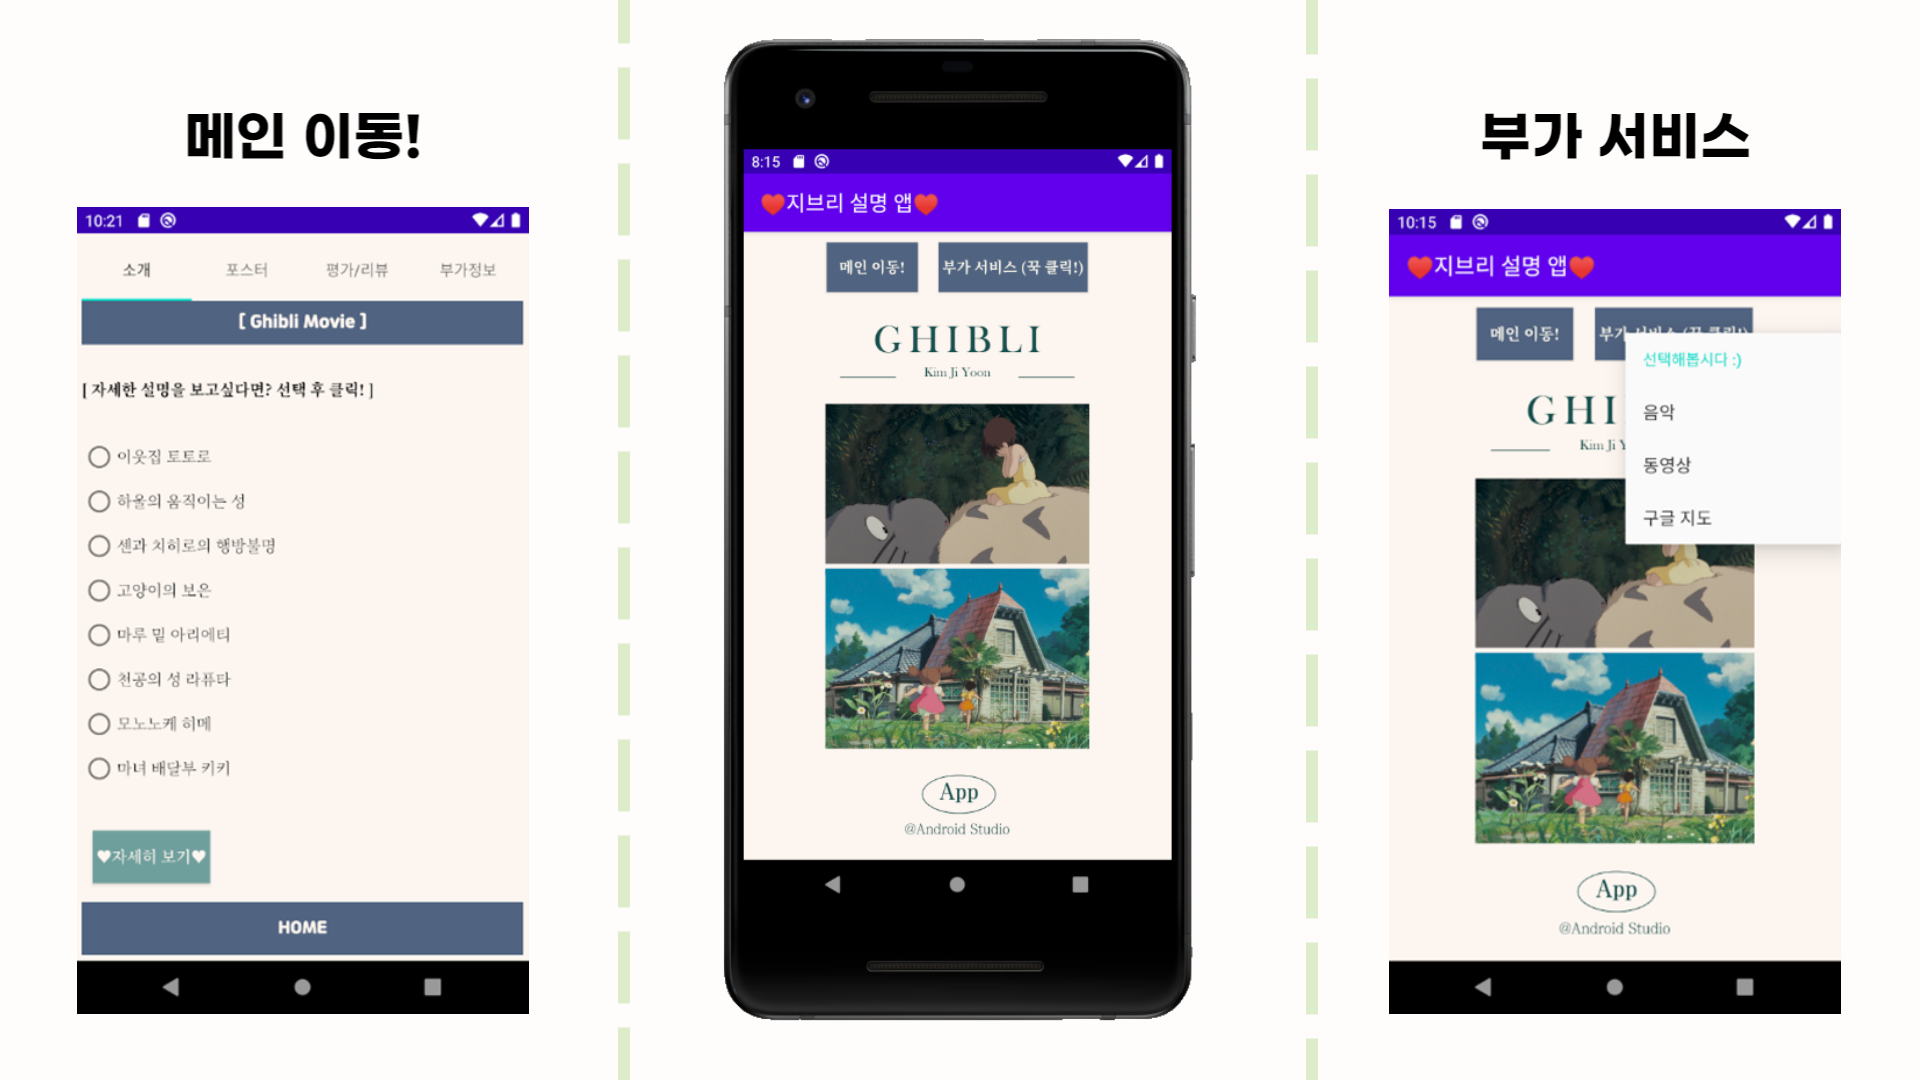 메인 이동!
10:21
소개 포스터 평가/리뷰 부가정보
[ Ghibli Movie ]
[ 자세한 설명을 보고싶다면? 선택 후 클릭! ]
이웃집 토토로
하울의 움직이는 성
센과 치히로의 행방불명
고양이의 보은
마루 밑 아리에티
천공의 성 라퓨타
모노노케 히메
마녀 배달부 키키
♥자세히 보기♥
HOME
8:15
♥지브리 설명 앱♥
메인 이동! 부가 서비스 (꾹 클릭!)
GHIBLI
Kim Ji Yoon
App
@Android Studio
부가 서비스
10:15
♥지브리 설명 앱♥
메인 이동! 부가 서비스 (꾹 클릭!)
선택해봅시다 :)
음악
동영상
구글 지도
GHI
Kim Ji Y
App
@Android Studio